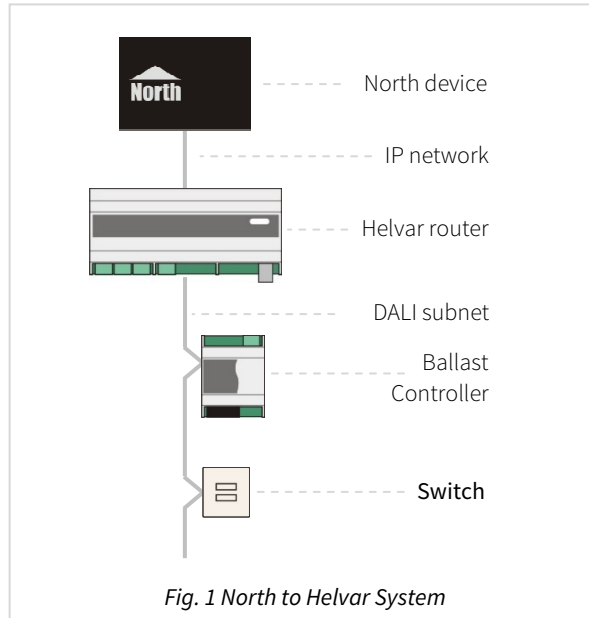 North
North device
IP network
Helvar router
DALI subnet
Ballast
Controller
Switch
Fig. 1 North to Helvar System